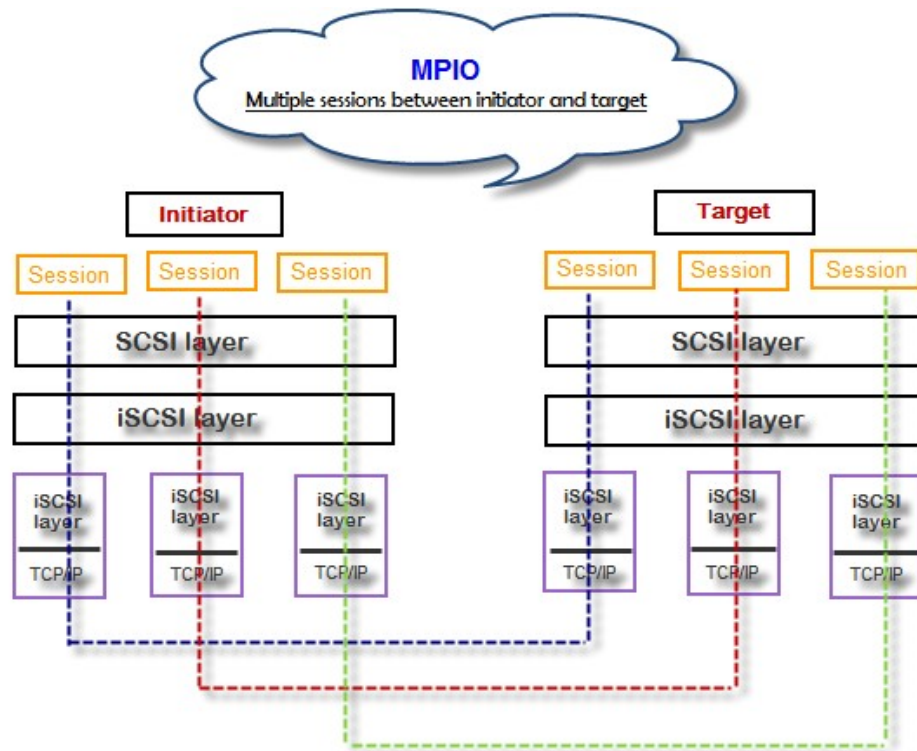 MPIO
Multiple sessions between initiator and target
Initiator
Target
Session
Session
Session
Session
Session
Session
SCSI layer
SCSI layer
iSCSI layer
iSCSI layer
iSCSI
layer
TCP/IP
iSCSI
layer
TCP/IP
iSCSI
layer
TCP/IP
iSCSI
layer
TCP/IP
iSCSI
layer
TCP/IP
iSCSI
layer
TCP/IP